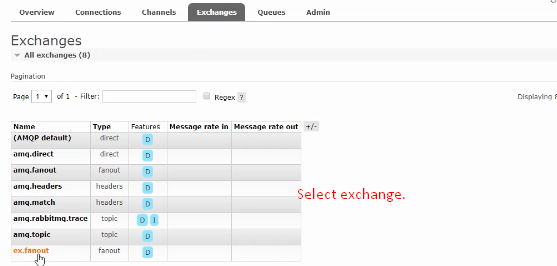 Overview Connections Channels Exchanges Queues Admin
Exchanges
All exchanges (8)
Pagination
Page 1 of 1 - Filter: Regex ? Displaying 8
Name Type Features Message rate in Message rate out +/-
(AMQP default) direct D
amq.direct direct D
amq.fanout fanout D
amq.headers headers D
amq.match headers D
Select exchange.
amq.rabbitmq.trace topic D I
amq.topic topic D
ex.fanout fanout D